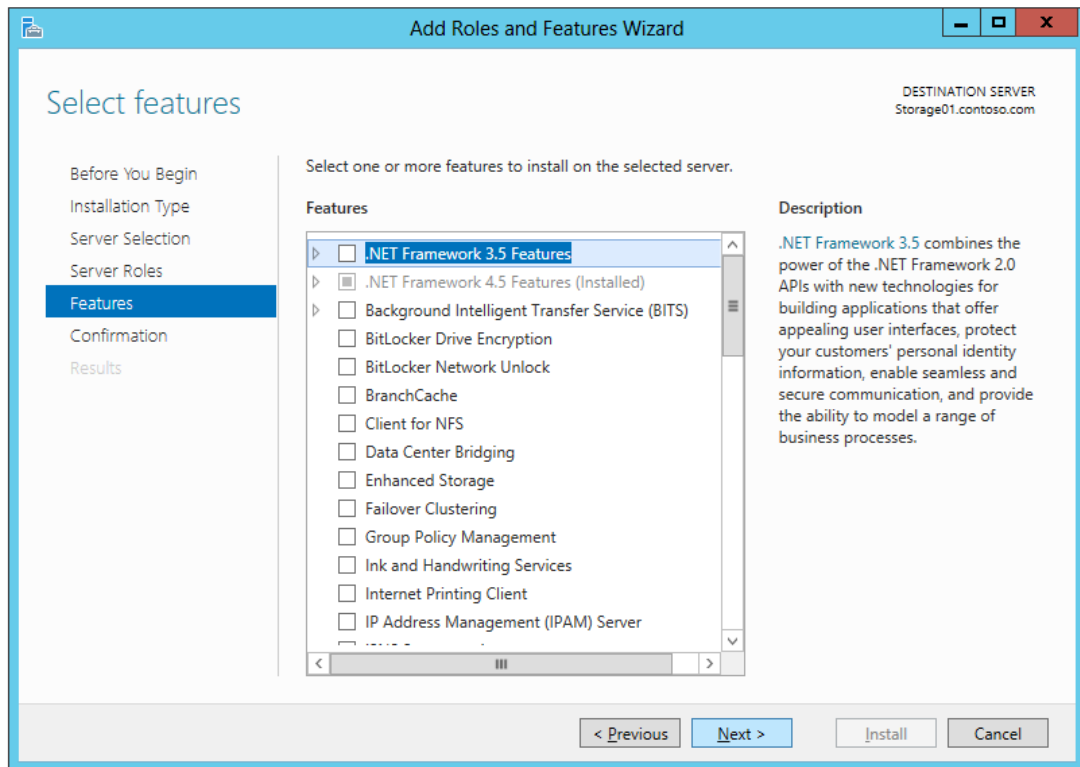 Add Roles and Features Wizard
Select features
DESTINATION SERVER
Storage01.contoso.com
Before You Begin
Installation Type
Server Selection
Server Roles
Features
Confirmation
Results
Select one or more features to install on the selected server.
Features
.NET Framework 3.5 Features
.NET Framework 4.5 Features (Installed)
Background Intelligent Transfer Service (BITS)
BitLocker Drive Encryption
BitLocker Network Unlock
BranchCache
Client for NFS
Data Center Bridging
Enhanced Storage
Failover Clustering
Group Policy Management
Ink and Handwriting Services
Internet Printing Client
IP Address Management (IPAM) Server
Description
.NET Framework 3.5 combines the
power of the .NET Framework 2.0
APIs with new technologies for
building applications that offer
appealing user interfaces, protect
your customers' personal identity
information, enable seamless and
secure communication, and provide
the ability to model a range of
business processes.
< Previous
Next >
Install
Cancel